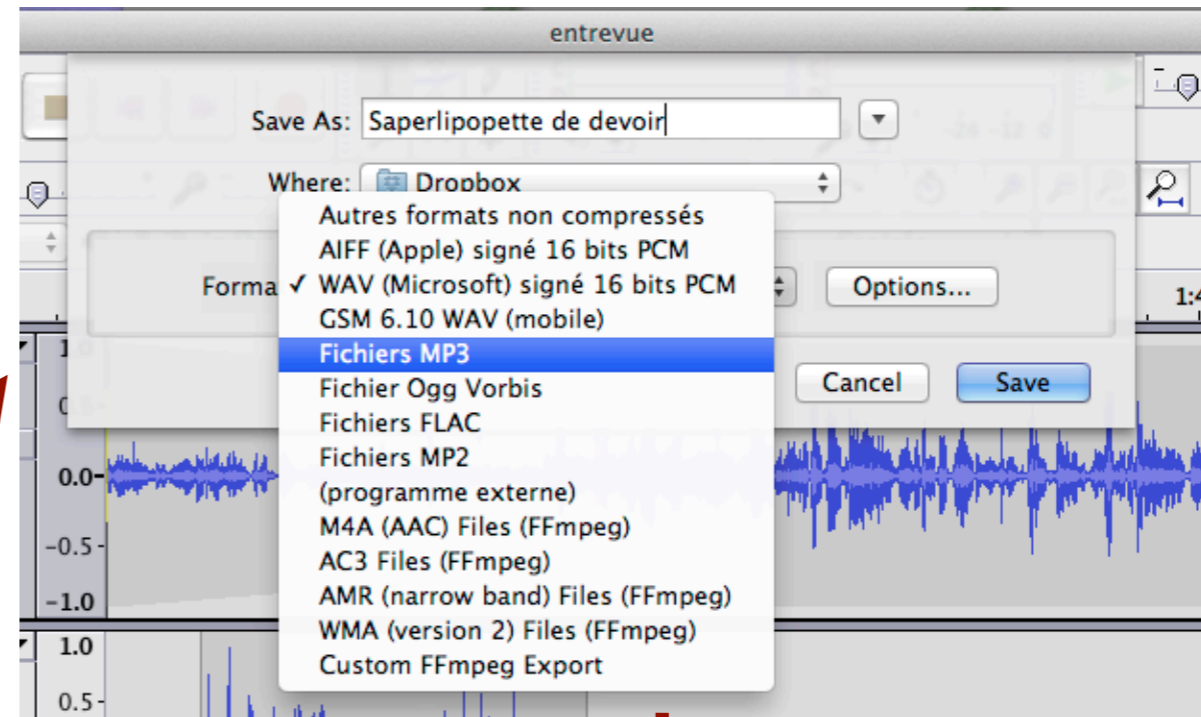 entrevue
Save As: Saperlipopette de devoir
Where: Dropbox
Autres formats non compressés
AIFF (Apple) signé 16 bits PCM
Forma ✓ WAV (Microsoft) signé 16 bits PCM Options... 1:4
GSM 6.10 WAV (mobile)
1.0 Fichiers MP3
Fichier Ogg Vorbis Cancel Save
0.5-
Fichiers FLAC
0.0- Fichiers MP2
(programme externe)
-0.5- M4A (AAC) Files (FFmpeg)
AC3 Files (FFmpeg)
-1.0 AMR (narrow band) Files (FFmpeg)
WMA (version 2) Files (FFmpeg)
1.0 Custom FFmpeg Export
0.5-